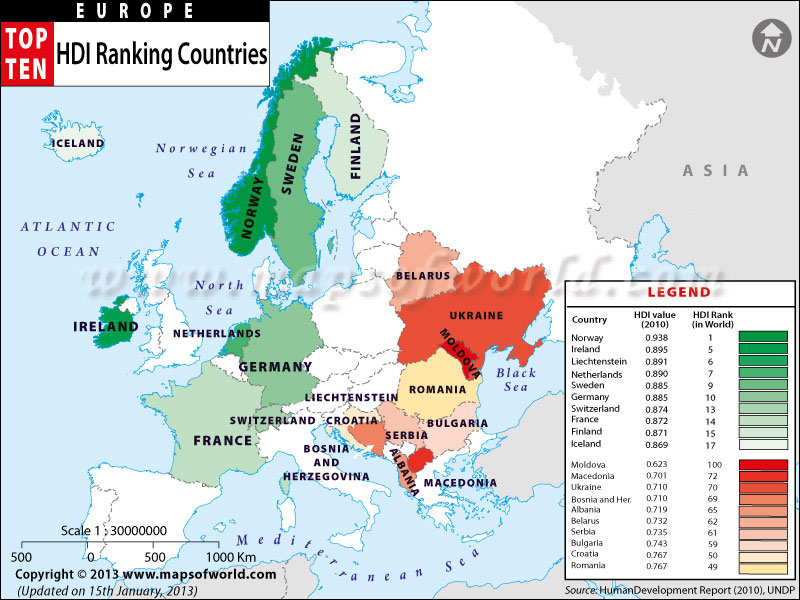 EUROPE
TOP
TEN
HDI Ranking Countries
N
ICELAND
Norwegian
Sea
SWEDEN
FINLAND
NORWAY
ASIA
ATLANTIC
OCEAN
www.mapsofworld.com
North
Sea
BELARUS
IRELAND
NETHERLANDS
UKRAINE
MOLDOVA
GERMANY
Black
Sea
LIECHTENSTEIN
ROMANIA
SWITZERLAND
CROATIA
BULGARIA
FRANCE
SERBIA
BOSNIA
AND
HERZEGOVINA
ALBANIA
MACEDONIA
Mediterranean Sea
LEGEND
Country HDI value (2010) HDI Rank (in World)
Norway 0.938 1
Ireland 0.895 5
Liechtenstein 0.891 6
Netherlands 0.890 7
Sweden 0.885 9
Germany 0.885 10
Switzerland 0.874 13
France 0.872 14
Finland 0.871 15
Iceland 0.869 17
Moldova 0.623 100
Macedonia 0.701 72
Ukraine 0.710 70
Bosnia and Her. 0.710 69
Albania 0.719 65
Belarus 0.732 62
Serbia 0.735 61
Bulgaria 0.743 59
Croatia 0.767 50
Romania 0.767 49
Scale 1 : 30000000
500 0 500 1000 Km
Copyright © 2013 www.mapsofworld.com
(Updated on 15th January, 2013)
Source: HumanDevelopment Report (2010), UNDP